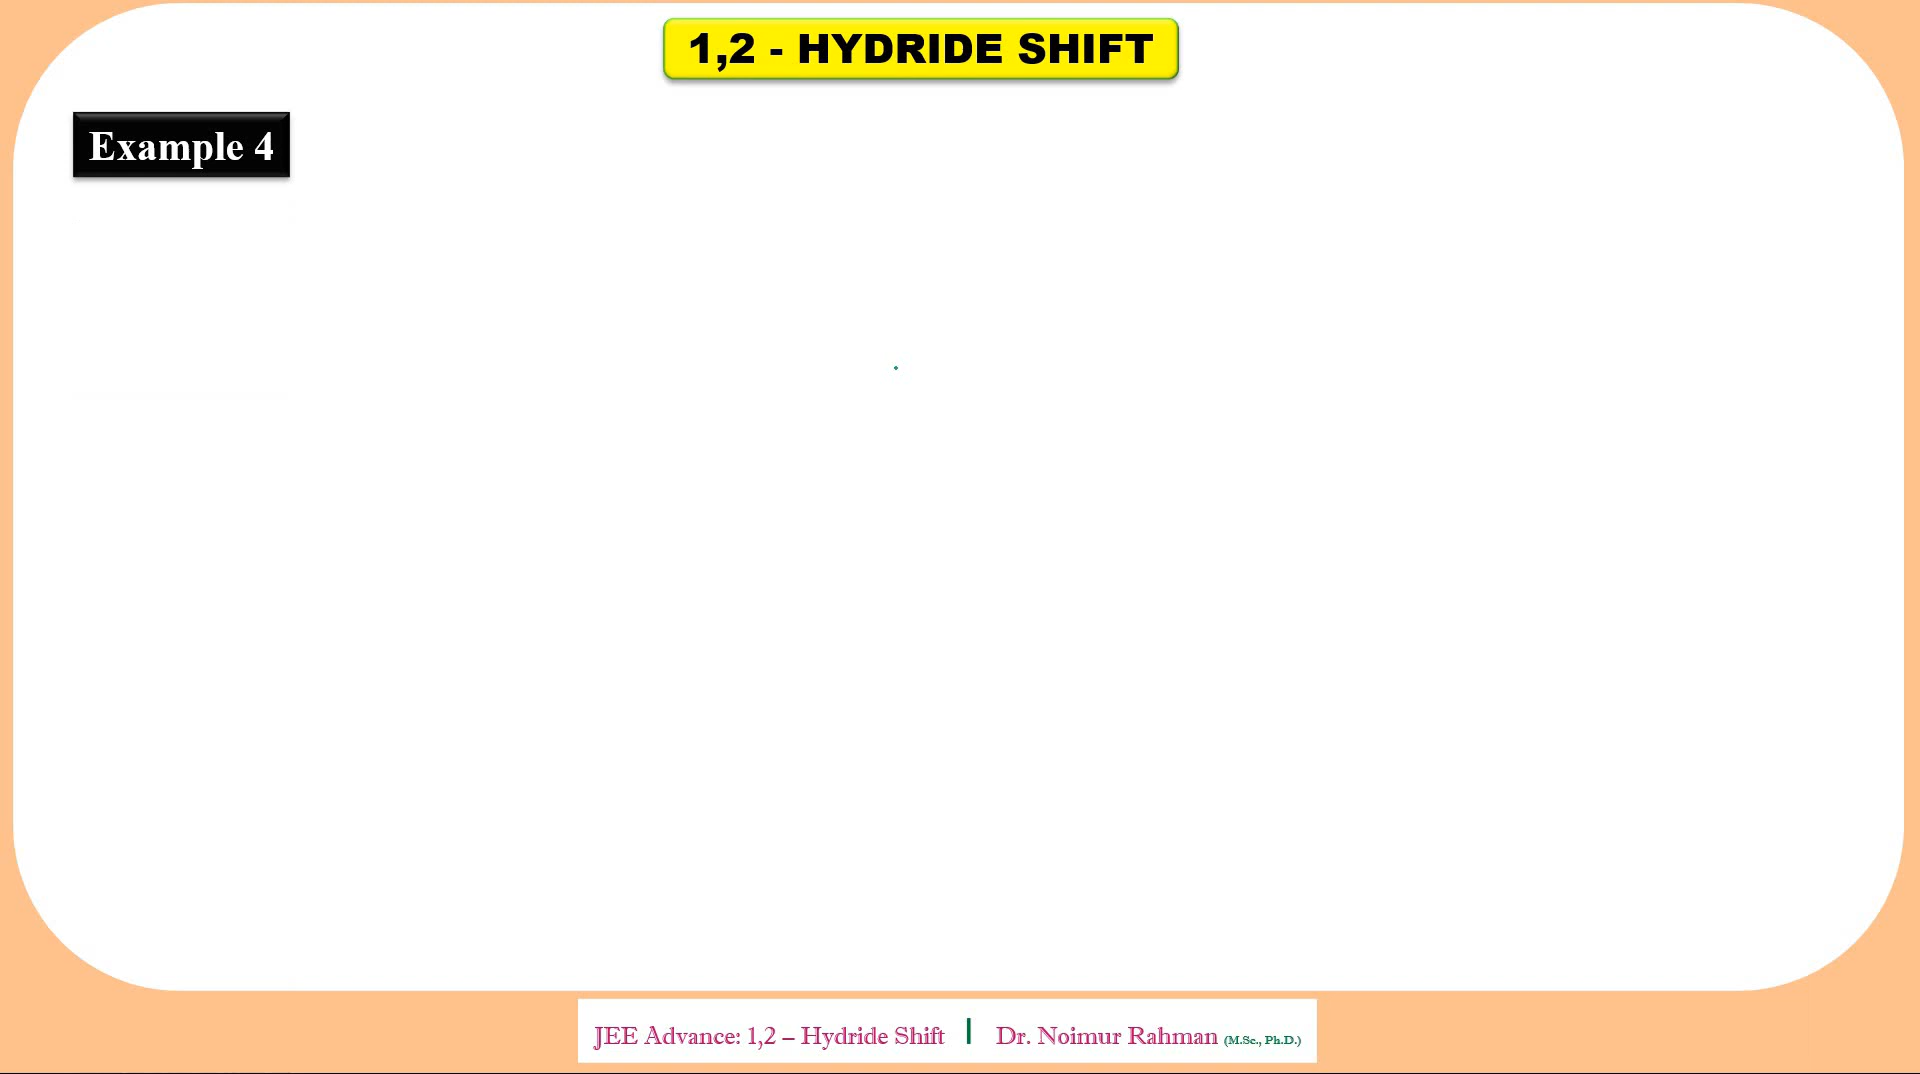 1,2 - HYDRIDE SHIFT
Example 4
JEE Advance: 1,2 – Hydride Shift | Dr. Noimur Rahman (M.Sc., Ph.D.)